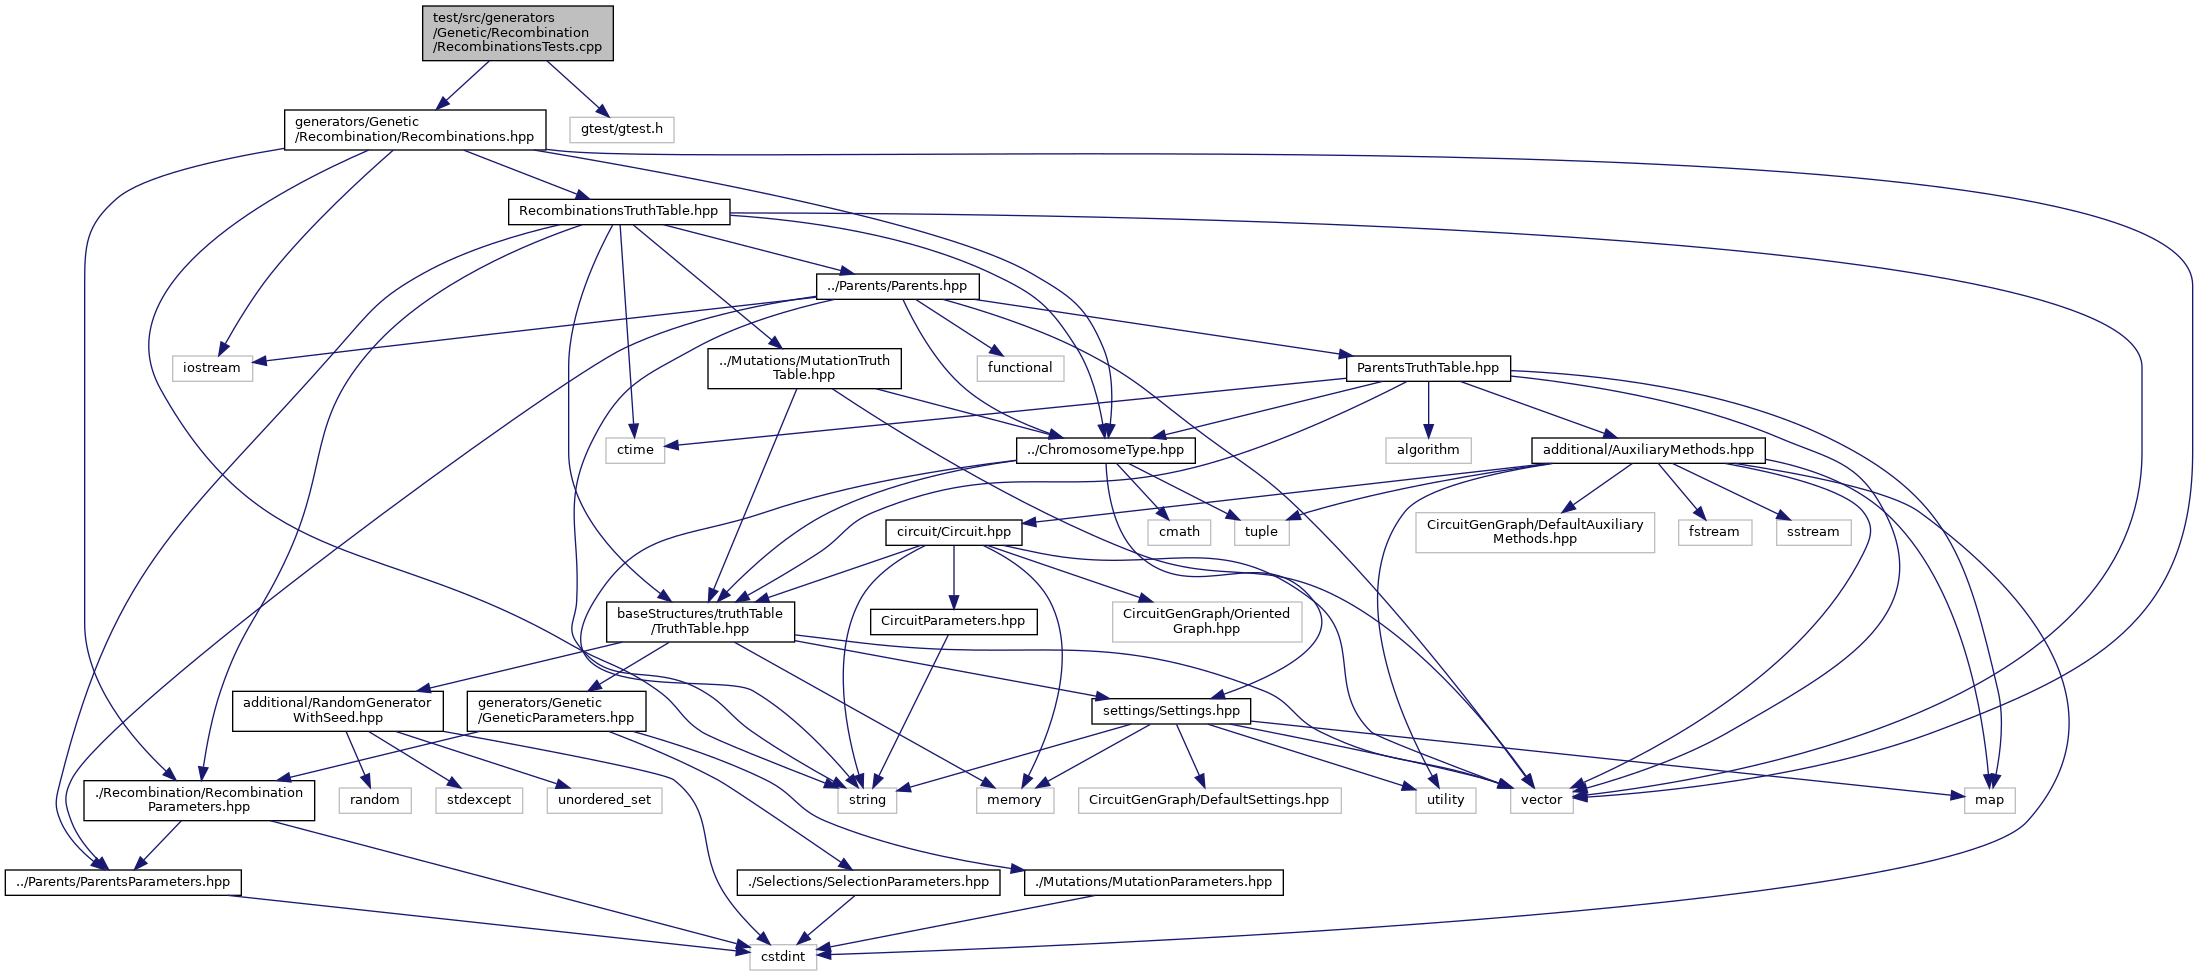 test/src/generators
/Genetic/Recombination
/RecombinationsTests.cpp
generators/Genetic
/Recombination/Recombinations.hpp
gtest/gtest.h
RecombinationsTruthTable.hpp
../Parents/Parents.hpp
iostream
../Mutations/MutationTruth
Table.hpp
functional
ParentsTruthTable.hpp
ctime
../ChromosomeType.hpp
algorithm
additional/AuxiliaryMethods.hpp
circuit/Circuit.hpp
cmath
tuple
CircuitGenGraph/DefaultAuxiliary
Methods.hpp
fstream
sstream
baseStructures/truthTable
/TruthTable.hpp
CircuitParameters.hpp
CircuitGenGraph/Oriented
Graph.hpp
additional/RandomGenerator
WithSeed.hpp
generators/Genetic
/GeneticParameters.hpp
settings/Settings.hpp
./Recombination/Recombination
Parameters.hpp
random
stdexcept
unordered_set
string
memory
CircuitGenGraph/DefaultSettings.hpp
utility
vector
map
../Parents/ParentsParameters.hpp
./Selections/SelectionParameters.hpp
./Mutations/MutationParameters.hpp
cstdint